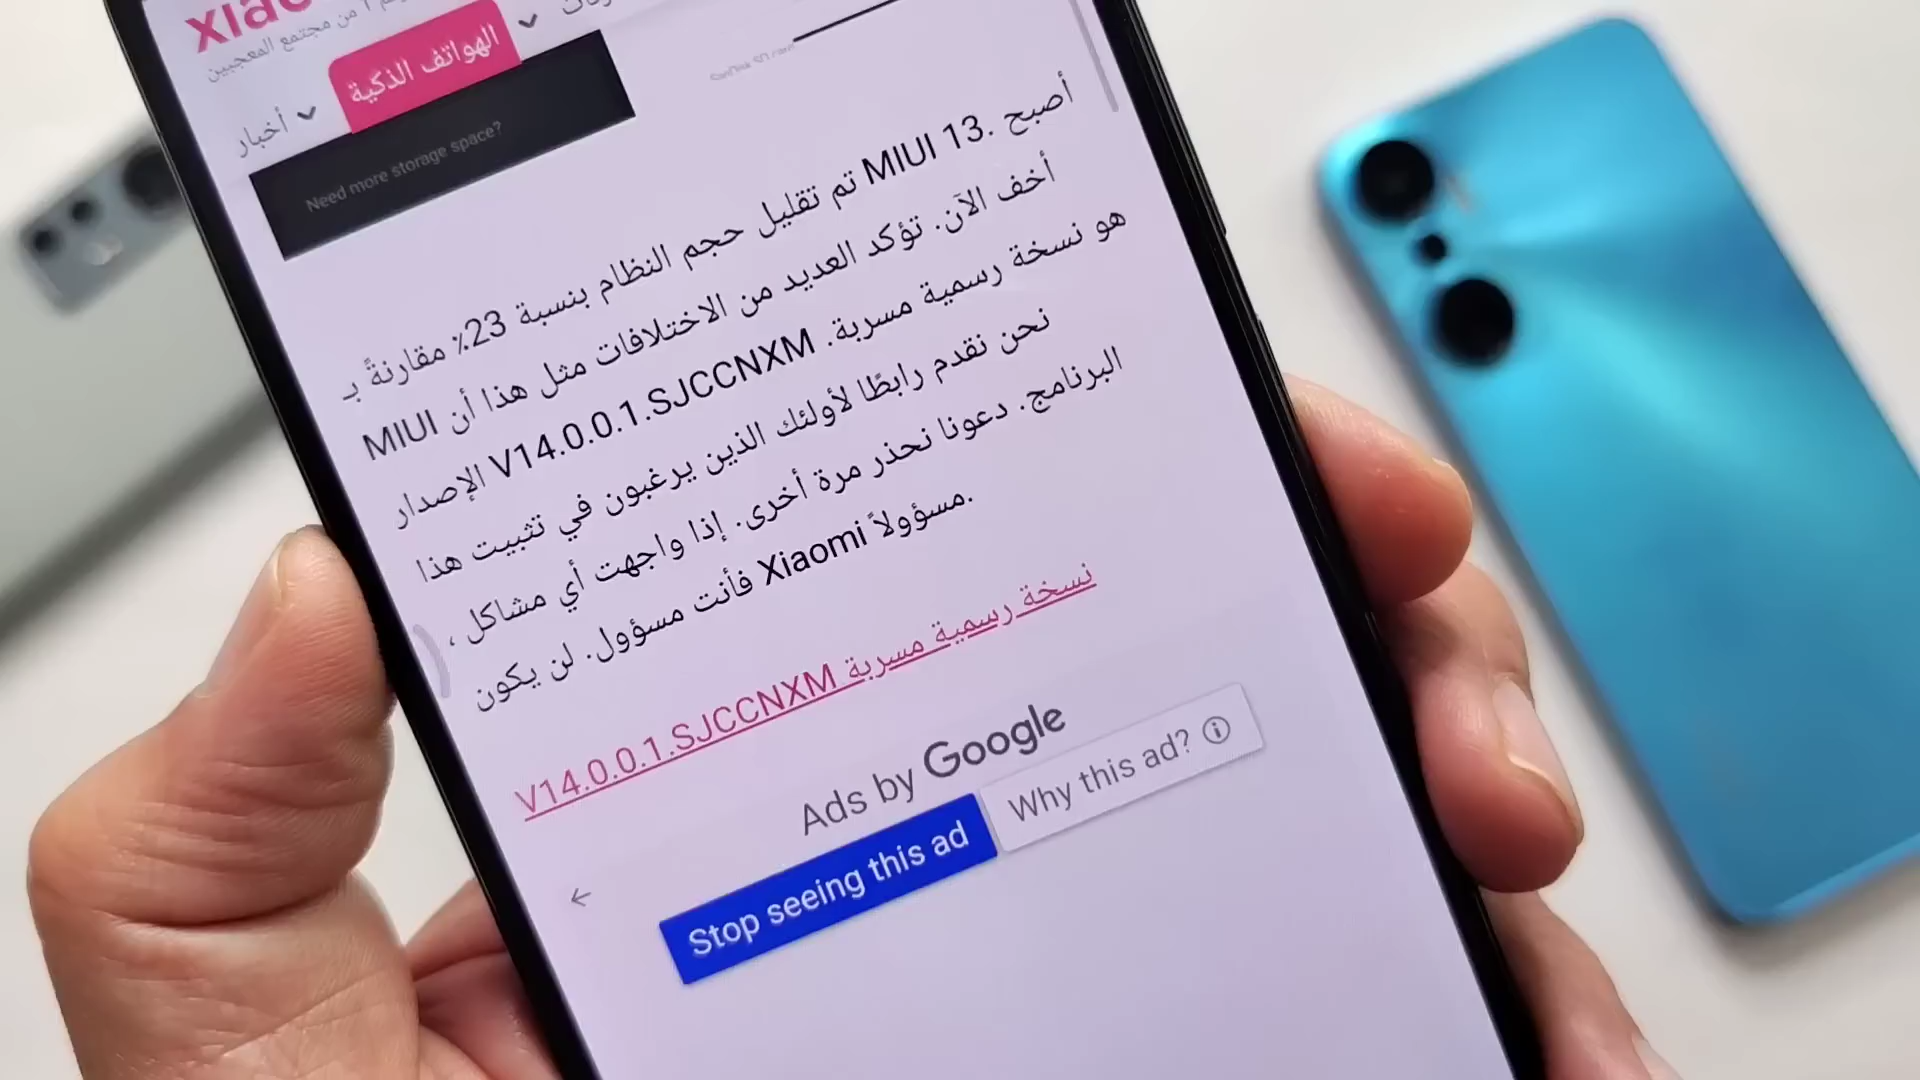 رقم 1 من مجتمع المعجبين
الهواتف الذكية
أخبار
Need more storage space?
تم تقليل حجم النظام بنسبة 23٪ مقارنةً بـ MIUI 13. أصبح
أخف الآن. تؤكد العديد من الاختلافات مثل هذا أن MIUI
الإصدار V14.0.0.1.SJCCNXM هو نسخة رسمية مسربة.
نحن نقدم رابطًا لأولئك الذين يرغبون في تثبيت هذا
البرنامج. دعونا نحذر مرة أخرى. إذا واجهت أي مشاكل ،
فأنت مسؤول. لن يكون Xiaomi مسؤولاً.
V14.0.0.1.SJCCNXM نسخة رسمية مسربة
Ads by Google
Stop seeing this ad
Why this ad?